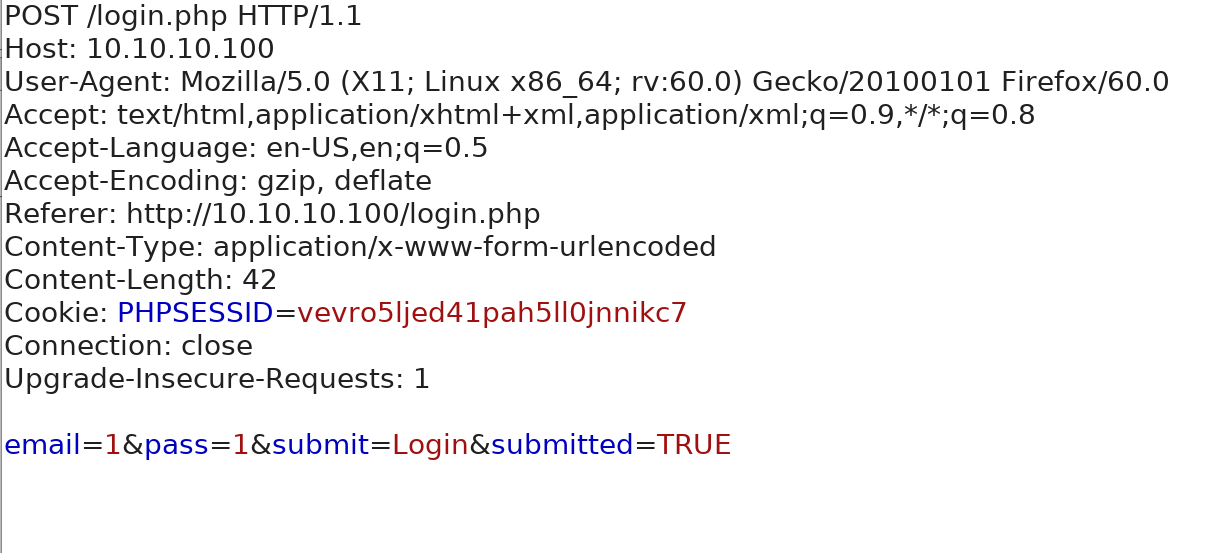 POST /login.php HTTP/1.1
Host: 10.10.10.100
User-Agent: Mozilla/5.0 (X11; Linux x86_64; rv:60.0) Gecko/20100101 Firefox/60.0
Accept: text/html,application/xhtml+xml,application/xml;q=0.9,*/*;q=0.8
Accept-Language: en-US,en;q=0.5
Accept-Encoding: gzip, deflate
Referer: http://10.10.10.100/login.php
Content-Type: application/x-www-form-urlencoded
Content-Length: 42
Cookie: PHPSESSID=vevro5ljed41pah5ll0jnnikc7
Connection: close
Upgrade-Insecure-Requests: 1
email=1&pass=1&submit=Login&submitted=TRUE